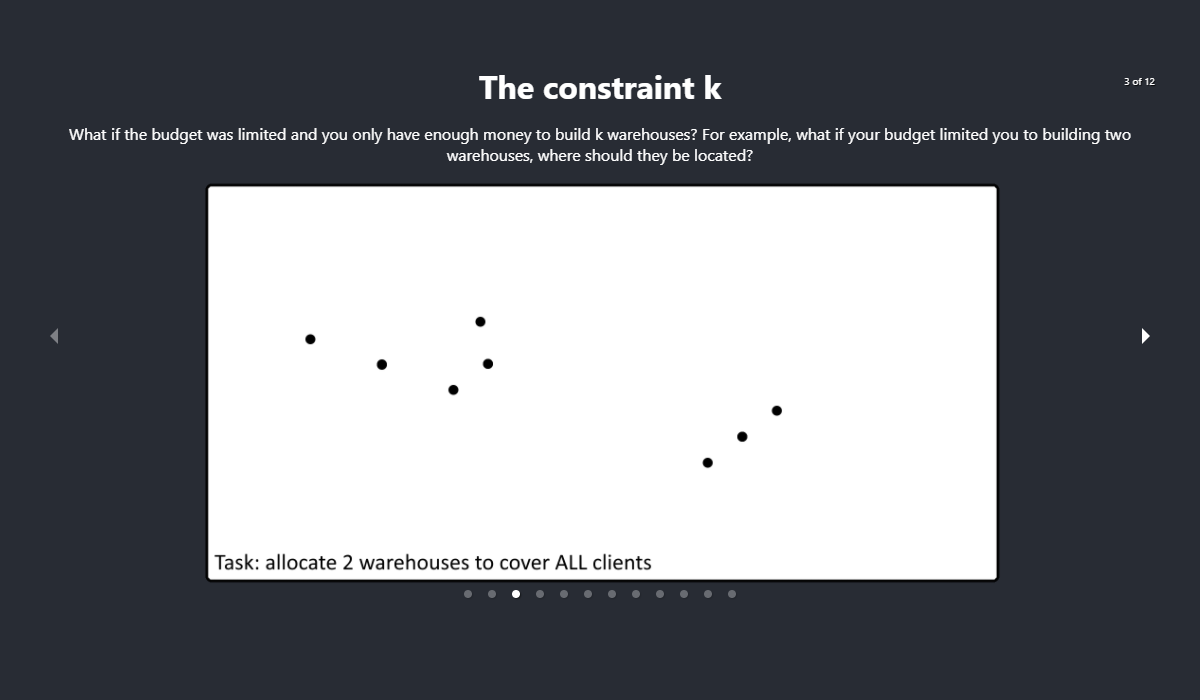 The constraint k
3 of 12
What if the budget was limited and you only have enough money to build k warehouses? For example, what if your budget limited you to building two
warehouses, where should they be located?
Task: allocate 2 warehouses to cover ALL clients